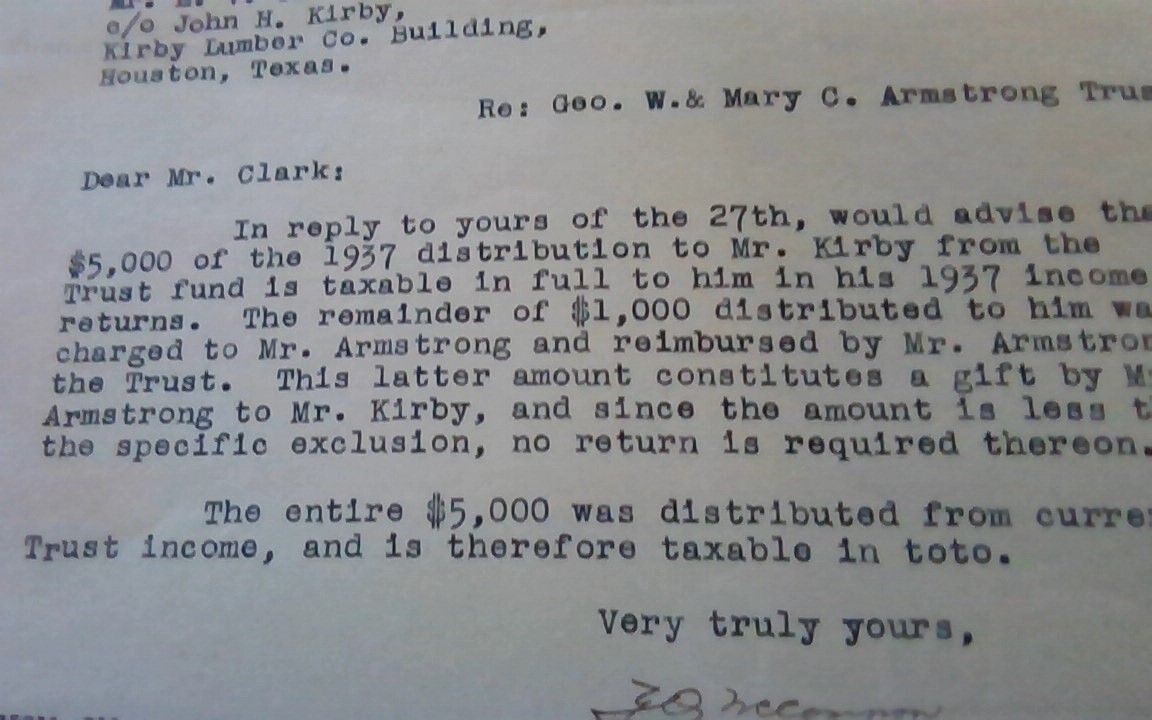 c/o John H. Kirby,
Kirby Lumber Co. Building,
Houston, Texas.
Re: Geo. W.& Mary C. Armstrong Trus
Dear Mr. Clark:
In reply to yours of the 27th, would advise tha
$5,000 of the 1937 distribution to Mr. Kirby from the
Trust fund is taxable in full to him in his 1937 income
returns. The remainder of $1,000 distributed to him wa
charged to Mr. Armstrong and reimbursed by Mr. Armstron
the Trust. This latter amount constitutes a gift by M
Armstrong to Mr. Kirby, and since the amount is less t
the specific exclusion, no return is required thereon.
The entire $5,000 was distributed from curre
Trust income, and is therefore taxable in toto.
Very truly yours,